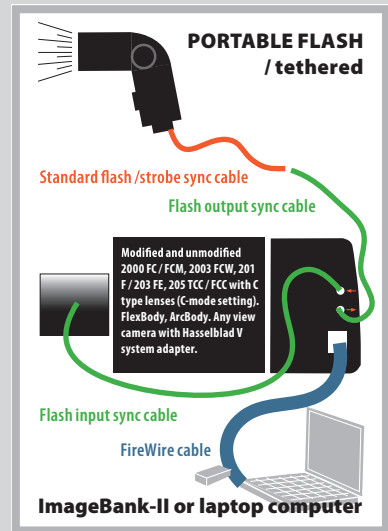 PORTABLE FLASH
/ tethered
Standard flash /strobe sync cable
Flash output sync cable
Modified and unmodified
2000 FC / FCM, 2003 FCW, 201
F / 203 FE, 205 TCC / FCC with C
type lenses (C-mode setting).
FlexBody, ArcBody. Any view
camera with Hasselblad V
system adapter.
Flash input sync cable
FireWire cable
ImageBank-II or laptop computer